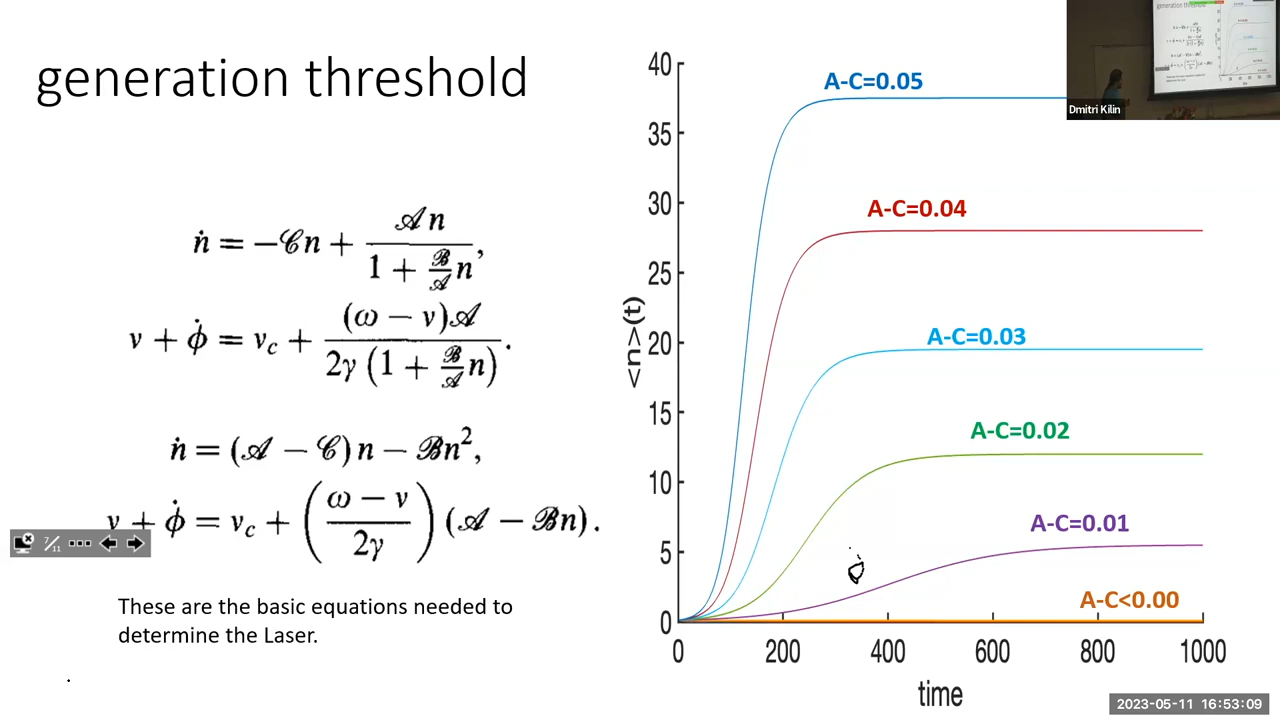 generation threshold
ṅ = −𝒞n + 𝒜n / (1 + (ℬ/𝒜)n),
ν + ϕ̇ = ν_c + (ω − ν)𝒜 / (2γ(1 + (ℬ/𝒜)n)).
ṅ = (𝒜 − 𝒞)n − ℬn²,
ν + ϕ̇ = ν_c + ((ω − ν) / 2γ)(𝒜 − ℬn).
7/11
These are the basic equations needed to
determine the Laser.
<n>(t)
40
35
30
25
20
15
10
5
0
A-C=0.05
A-C=0.04
A-C=0.03
A-C=0.02
A-C=0.01
A-C<0.00
0 200 400 600 800 1000
time
Dmitri Kilin
2023-05-11 16:53:09